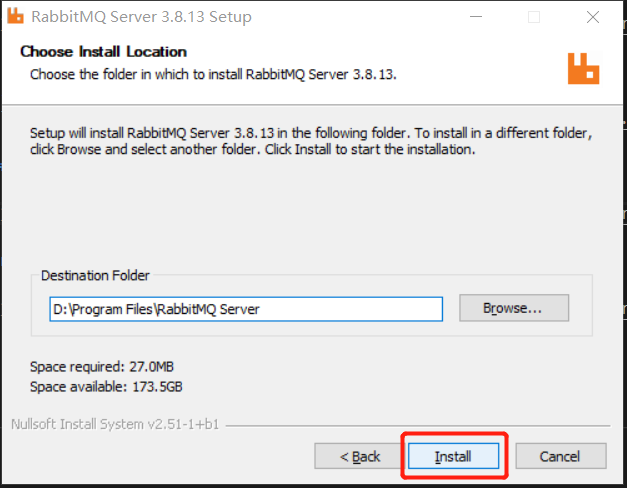 RabbitMQ Server 3.8.13 Setup
Choose Install Location
Choose the folder in which to install RabbitMQ Server 3.8.13.
Setup will install RabbitMQ Server 3.8.13 in the following folder. To install in a different folder,
click Browse and select another folder. Click Install to start the installation.
Destination Folder
D:\Program Files\RabbitMQ Server
Browse...
Space required: 27.0MB
Space available: 173.5GB
Nullsoft Install System v2.51-1+b1
< Back
Install
Cancel